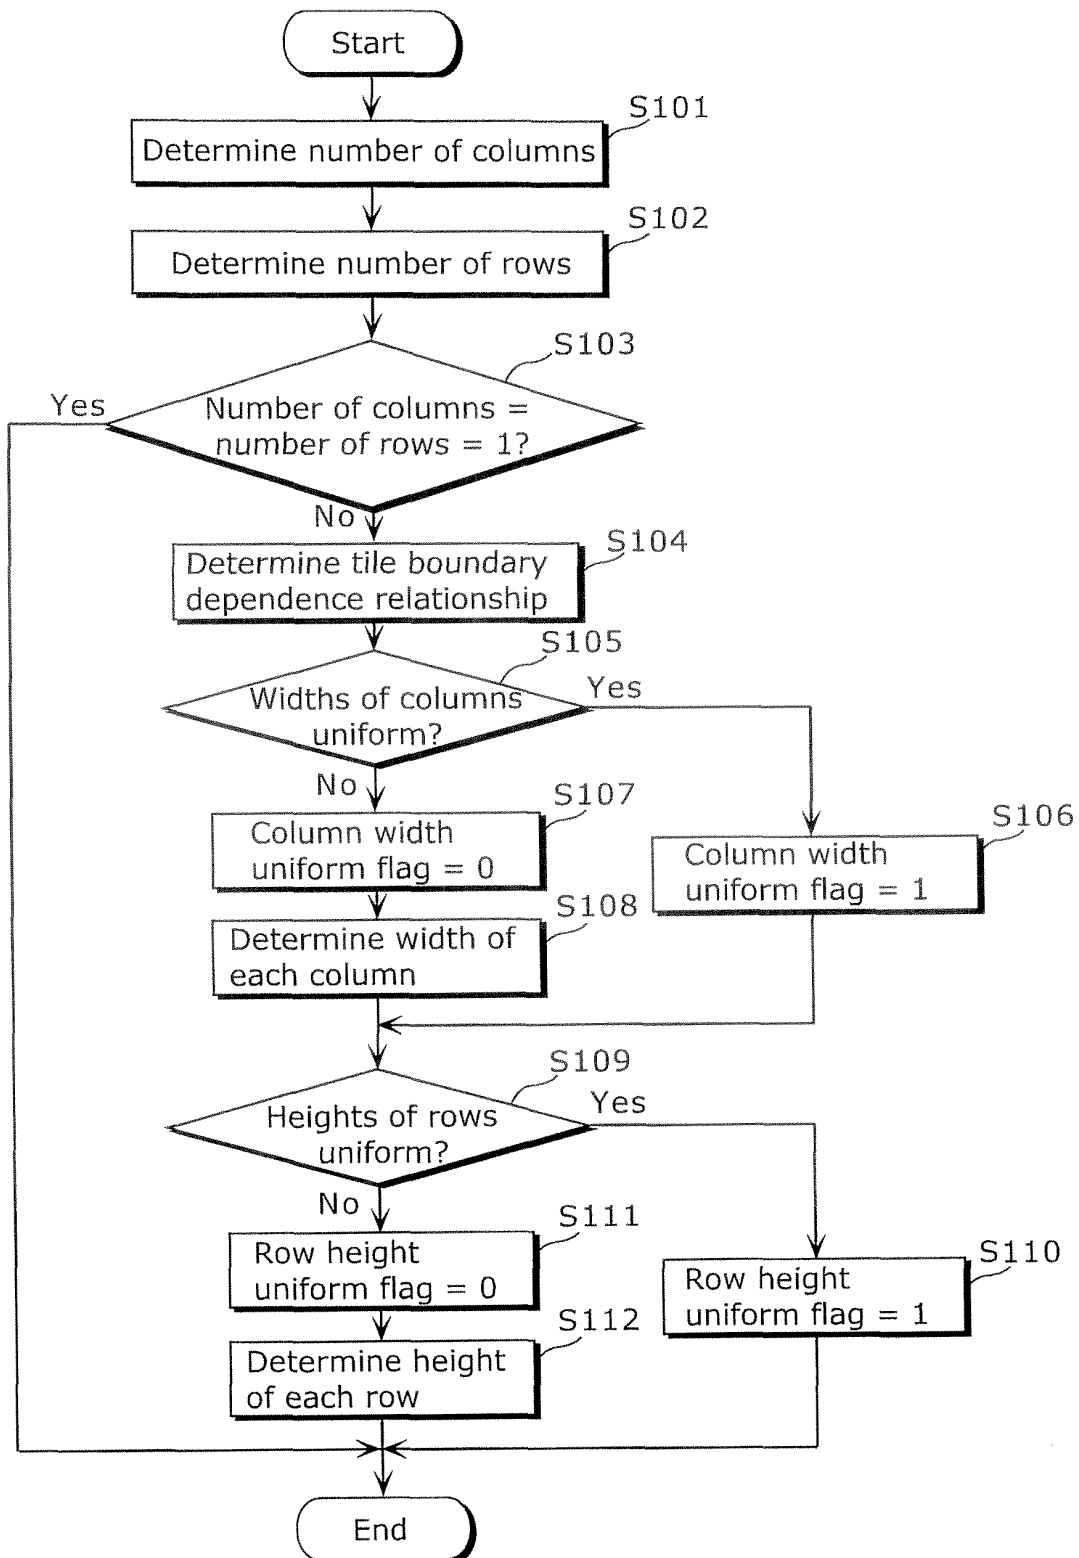 Start
S101
Determine number of columns
S102
Determine number of rows
S103
Yes
Number of columns =
number of rows = 1?
No
S104
Determine tile boundary
dependence relationship
S105
Widths of columns
uniform?
Yes
No
S107
Column width
uniform flag = 0
S106
Column width
uniform flag = 1
S108
Determine width of
each column
S109
Heights of rows
uniform?
Yes
No
S111
Row height
uniform flag = 0
S110
Row height
uniform flag = 1
S112
Determine height
of each row
End